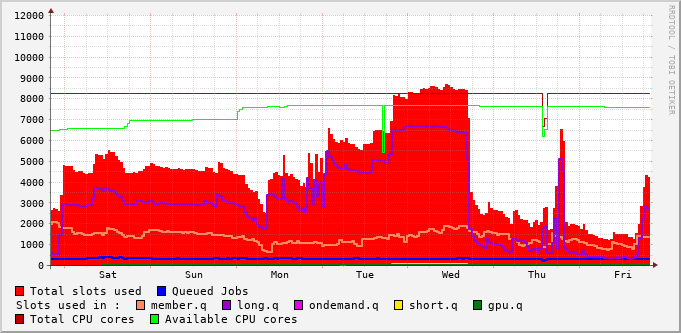 12000
11000
10000
9000
8000
7000
6000
5000
4000
3000
2000
1000
0
Sat Sun Mon Tue Wed Thu Fri
RRDTOOL / TOBI OETIKER
Total slots used Queued Jobs
Slots used in : member.q long.q ondemand.q short.q gpu.q
Total CPU cores Available CPU cores